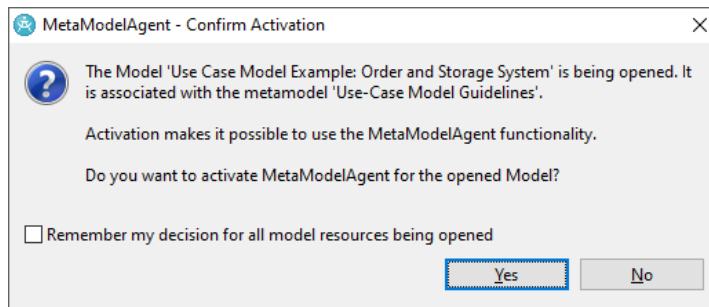 MetaModelAgent - Confirm Activation
The Model 'Use Case Model Example: Order and Storage System' is being opened. It
is associated with the metamodel 'Use-Case Model Guidelines'.
Activation makes it possible to use the MetaModelAgent functionality.
Do you want to activate MetaModelAgent for the opened Model?
Remember my decision for all model resources being opened
Yes
No